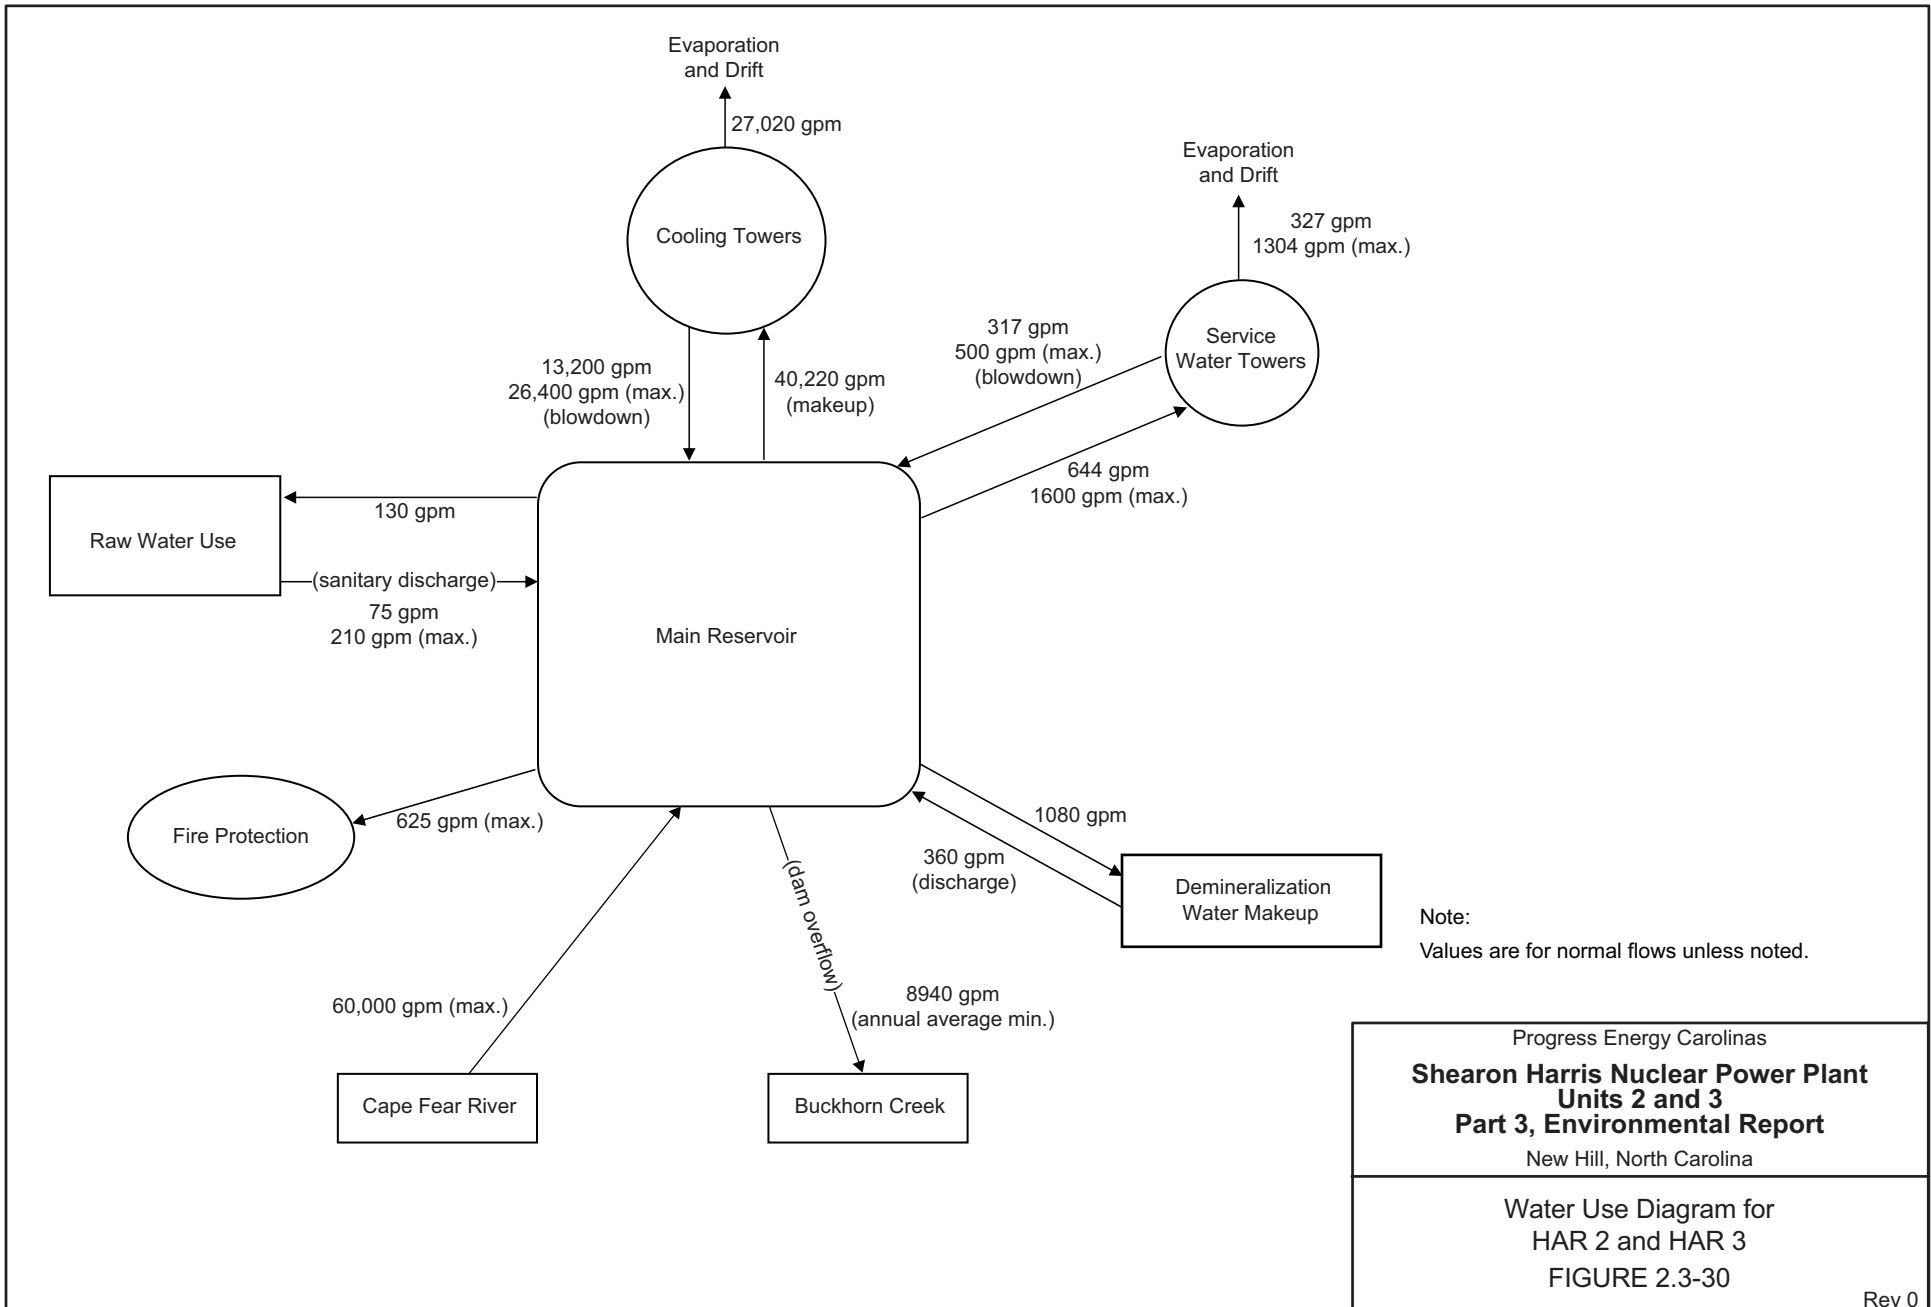 Evaporation
and Drift
27,020 gpm
Cooling Towers
Evaporation
and Drift
327 gpm
1304 gpm (max.)
Service
Water Towers
317 gpm
500 gpm (max.)
(blowdown)
13,200 gpm
26,400 gpm (max.)
(blowdown)
40,220 gpm
(makeup)
644 gpm
1600 gpm (max.)
130 gpm
Raw Water Use
(sanitary discharge)
75 gpm
210 gpm (max.)
Main Reservoir
625 gpm (max.)
Fire Protection
1080 gpm
360 gpm
(discharge)
Demineralization
Water Makeup
(dam overflow)
8940 gpm
(annual average min.)
60,000 gpm (max.)
Cape Fear River
Buckhorn Creek
Note:
Values are for normal flows unless noted.
Progress Energy Carolinas
Shearon Harris Nuclear Power Plant
Units 2 and 3
Part 3, Environmental Report
New Hill, North Carolina
Water Use Diagram for
HAR 2 and HAR 3
FIGURE 2.3-30
Rev 0